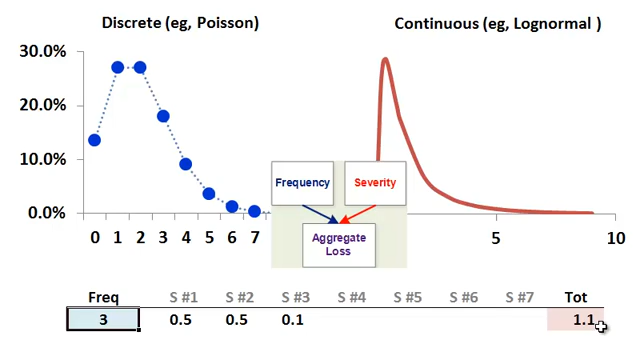 Discrete (eg, Poisson)
Continuous (eg, Lognormal )
30.0%
20.0%
10.0%
0.0%
0 1 2 3 4 5 6 7
Frequency
Severity
Aggregate
Loss
5 10
Freq S #1 S #2 S #3 S #4 S #5 S #6 S #7 Tot
3 0.5 0.5 0.1 1.1